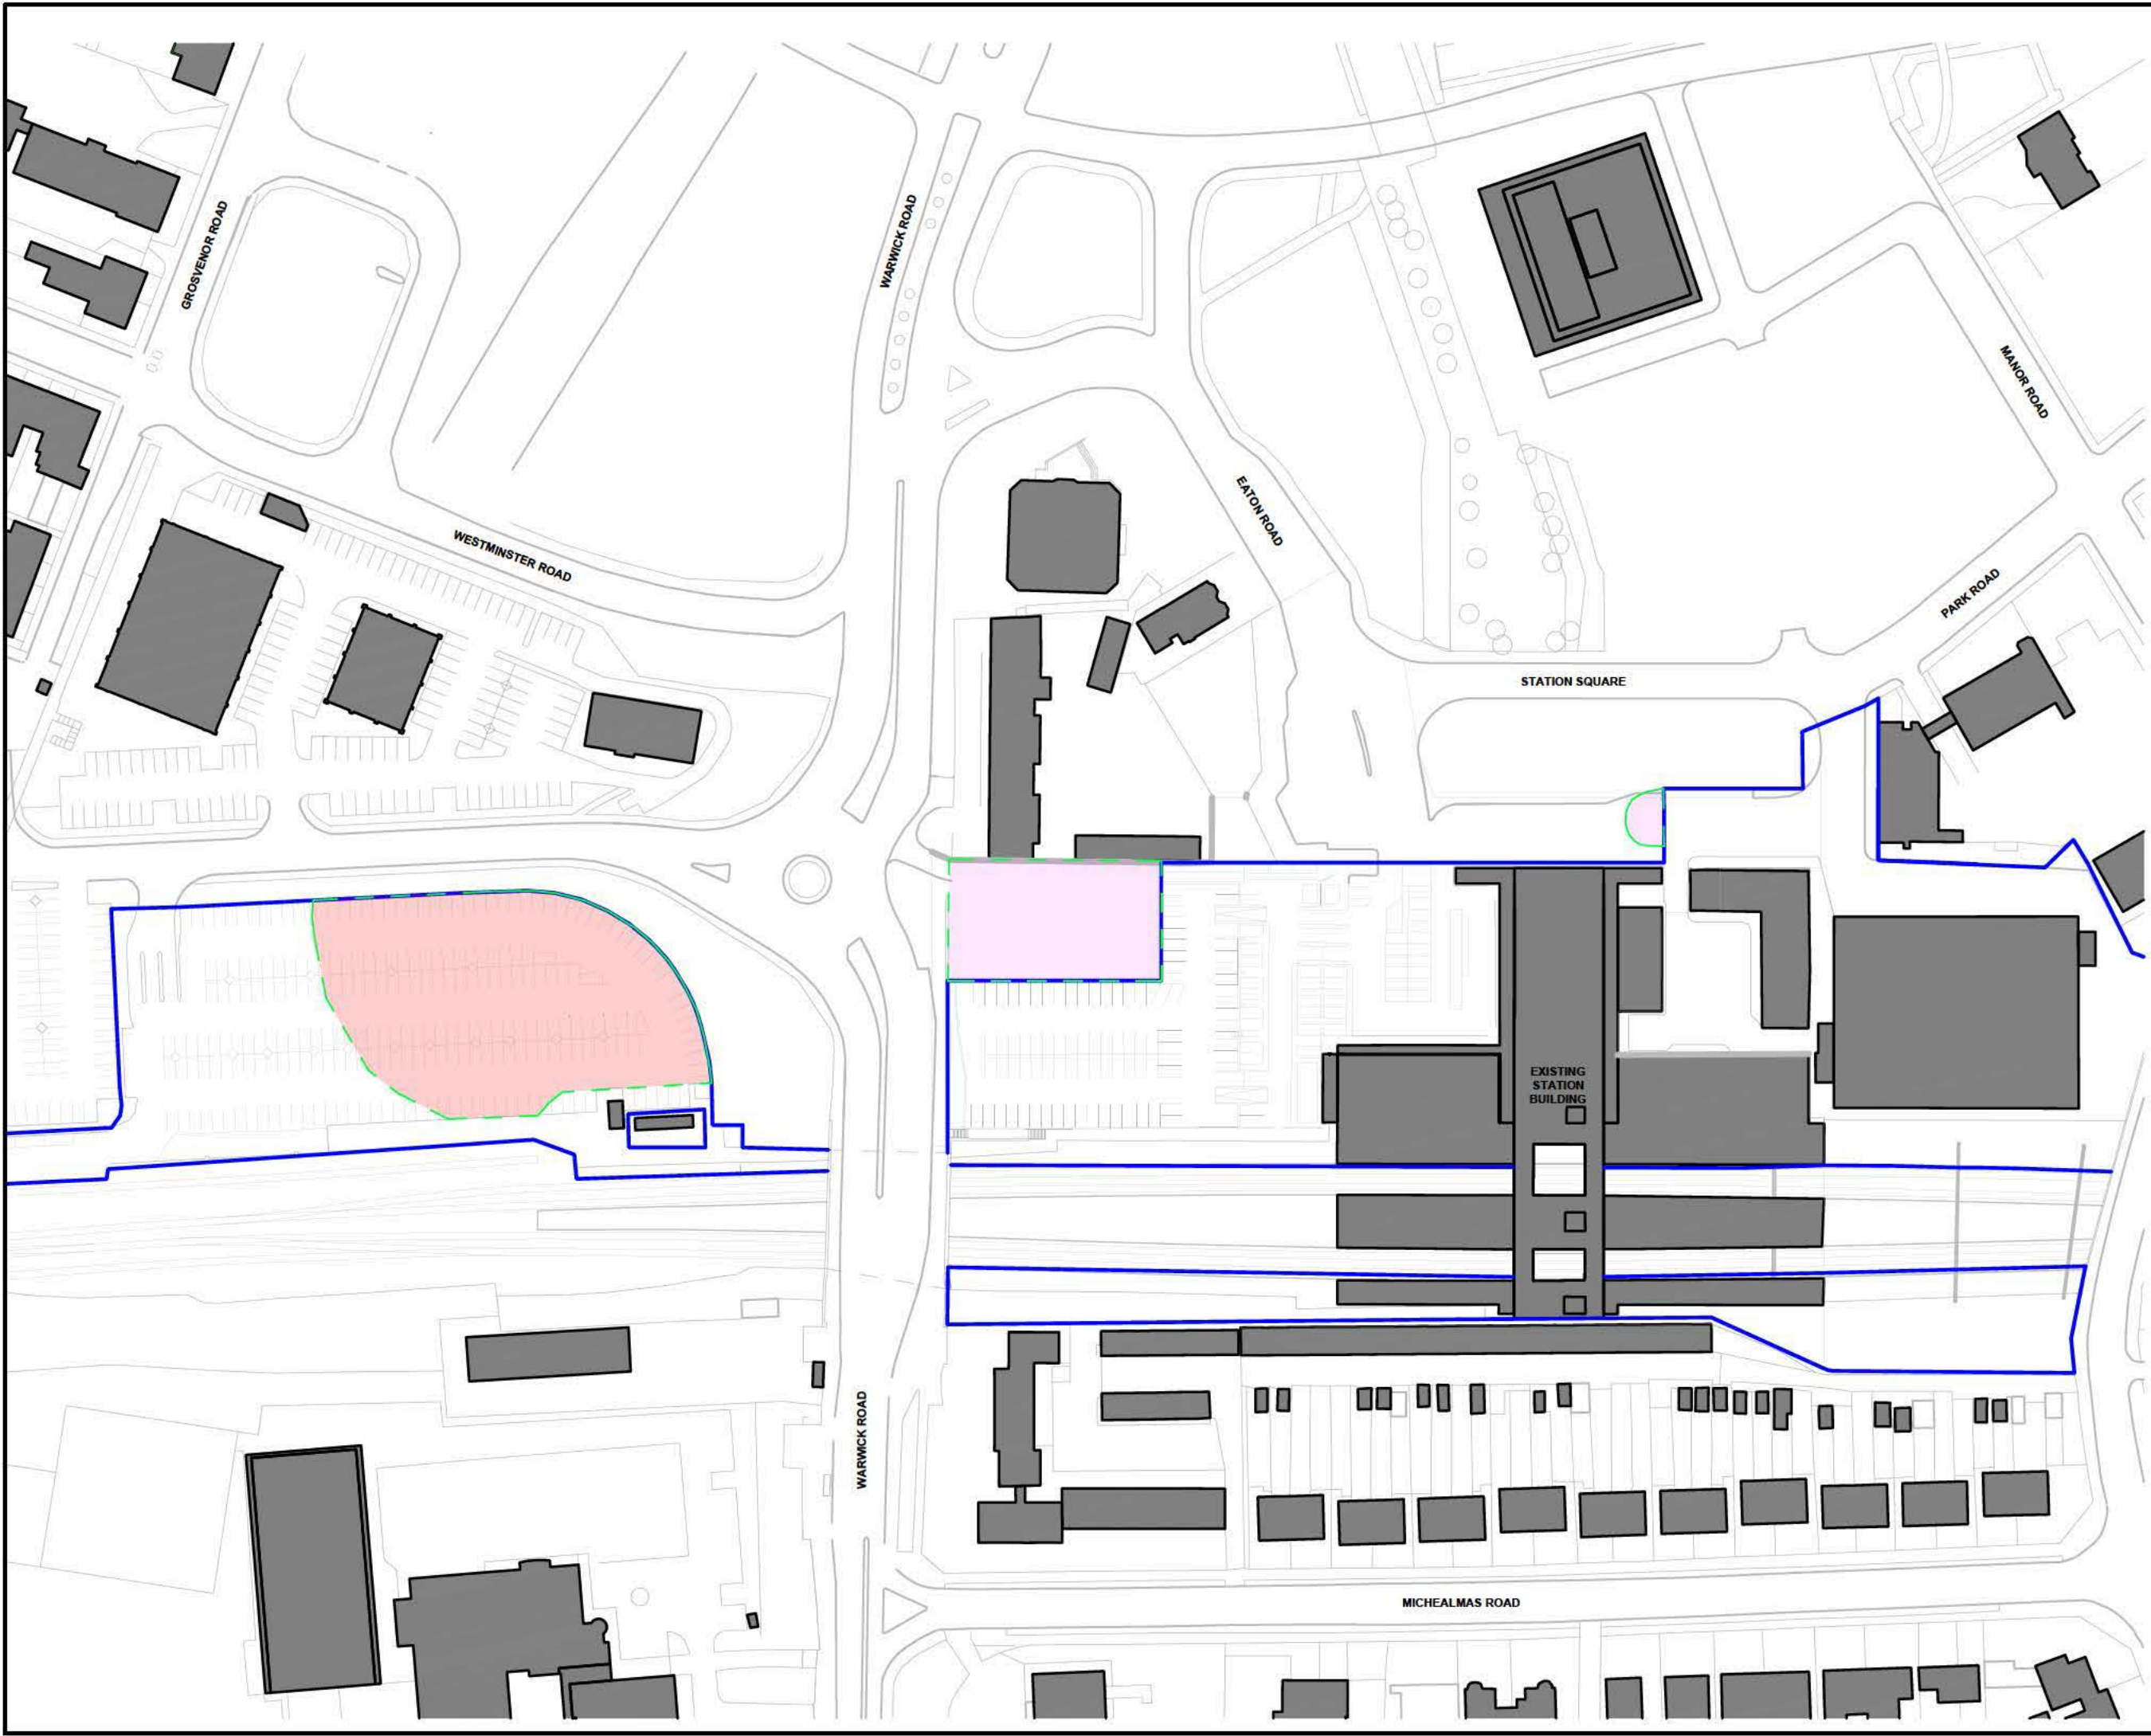 GROSVENOR ROAD
WARWICK ROAD
MANOR ROAD
EATON ROAD
WESTMINSTER ROAD
PARK ROAD
STATION SQUARE
EXISTING
STATION
BUILDING
WARWICK ROAD
MICHEALMAS ROAD